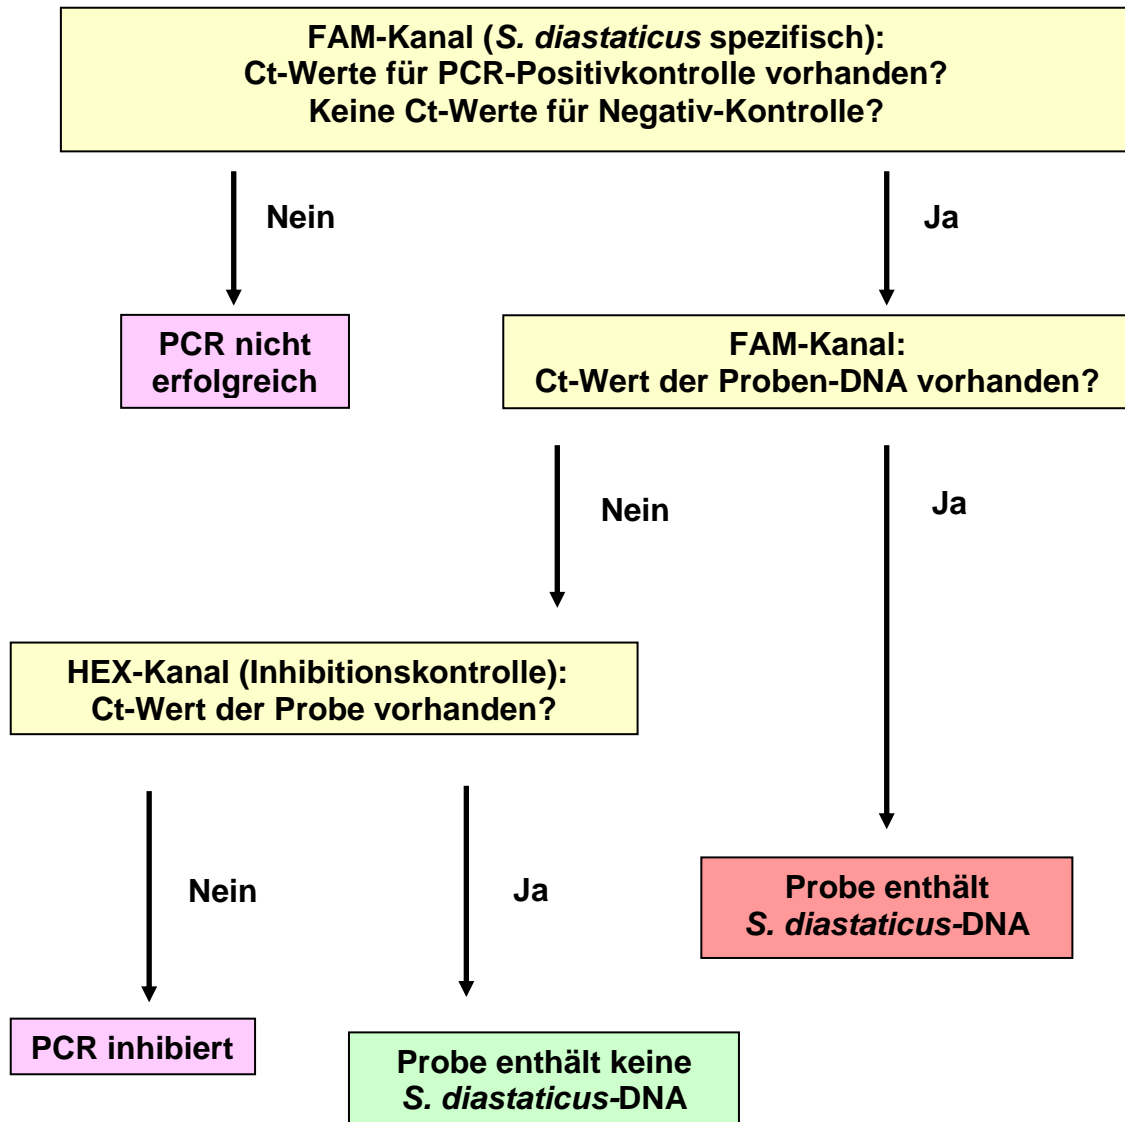 FAM-Kanal (S. diastaticus spezifisch):
Ct-Werte für PCR-Positivkontrolle vorhanden?
Keine Ct-Werte für Negativ-Kontrolle?
Nein
Ja
PCR nicht
erfolgreich
FAM-Kanal:
Ct-Wert der Proben-DNA vorhanden?
Nein
Ja
HEX-Kanal (Inhibitionskontrolle):
Ct-Wert der Probe vorhanden?
Nein
Ja
Probe enthält
S. diastaticus-DNA
PCR inhibiert
Probe enthält keine
S. diastaticus-DNA